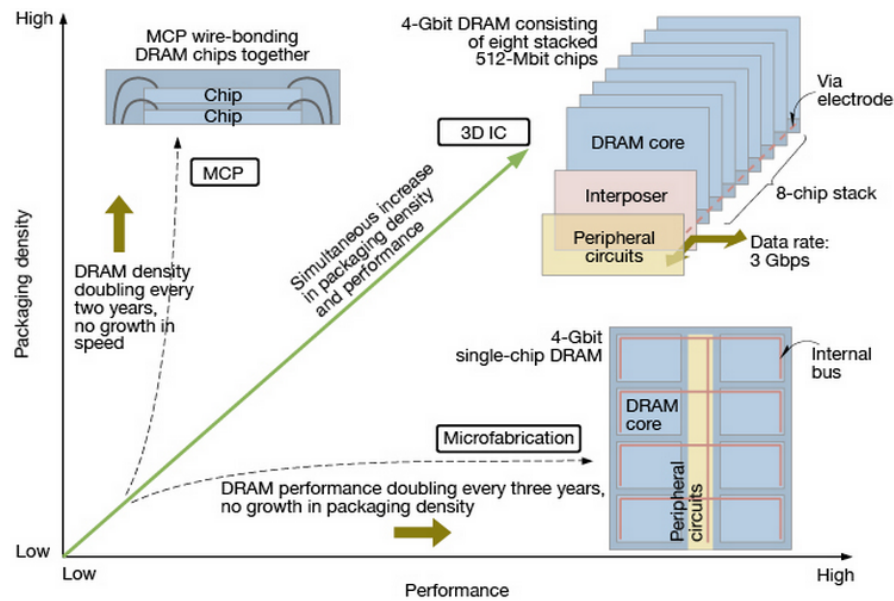 High
MCP wire-bonding
DRAM chips together
Chip
Chip
MCP
DRAM density
doubling every
two years,
no growth in
speed
Packaging density
3D IC
Simultaneous increase
in packaging density
and performance
4-Gbit DRAM consisting
of eight stacked
512-Mbit chips
Via
electrode
DRAM core
Interposer
8-chip stack
Peripheral
circuits
Data rate:
3 Gbps
4-Gbit
single-chip DRAM
Internal
bus
DRAM
core
Peripheral
circuits
Microfabrication
DRAM performance doubling every three years,
no growth in packaging density
Low
Low
Performance
High